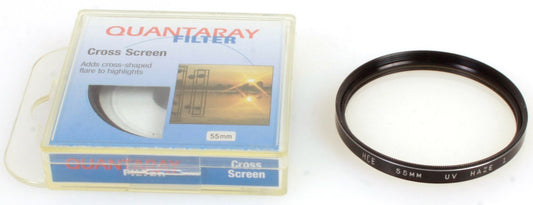 QUANTARAY
FILTER
Cross Screen
Adds cross-shaped
flare to highlights
55mm
QUANTARAY
FILTER
Cross
Screen
55MM UV HAZE